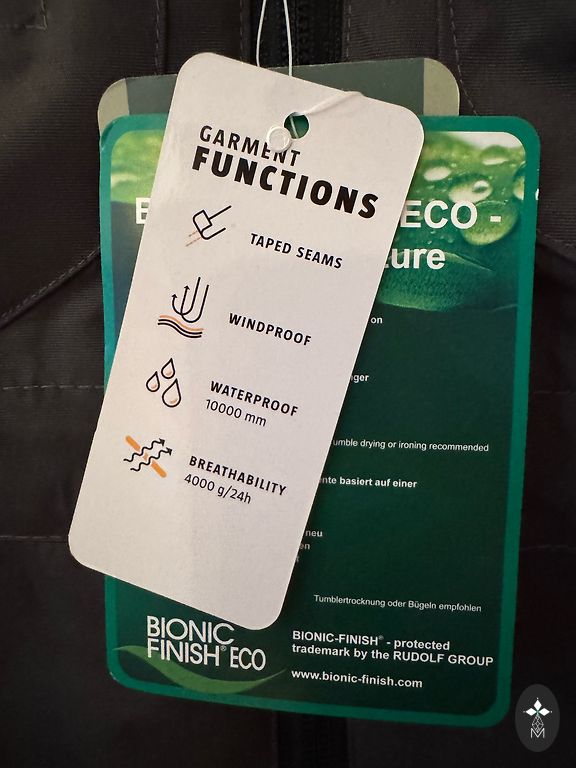 GARMENT
FUNCTIONS
TAPED SEAMS
WINDPROOF
WATERPROOF
10000 mm
BREATHABILITY
4000 g/24h
ECO -
on
umble drying or ironing recommended
nte basiert auf einer
neu
en
Tumblertrocknung oder Bügeln empfohlen
BIONIC
FINISH® ECO
BIONIC-FINISH® - protected
trademark by the RUDOLF GROUP
www.bionic-finish.com
M